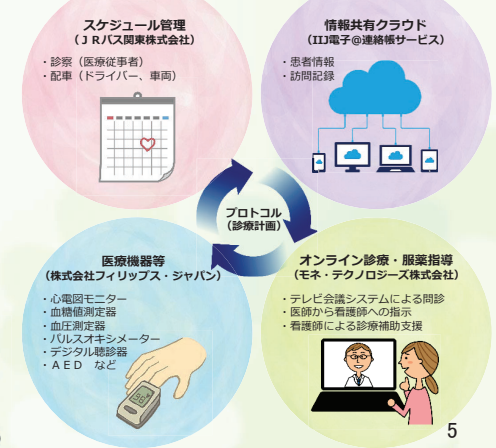 スケジュール管理
(JRバス関東株式会社)
・診察(医療従事者)
・配車(ドライバー、車両)
情報共有クラウド
(IIJ電子@連絡帳サービス)
・患者情報
・訪問記録
プロトコル
(診療計画)
医療機器等
(株式会社フィリップス・ジャパン)
・心電図モニター
・血糖値測定器
・血圧測定器
・パルスオキシメーター
・デジタル聴診器
・AED など
オンライン診療・服薬指導
(モネ・テクノロジーズ株式会社)
・テレビ会議システムによる問診
・医師から看護師への指示
・看護師による診療補助支援
5